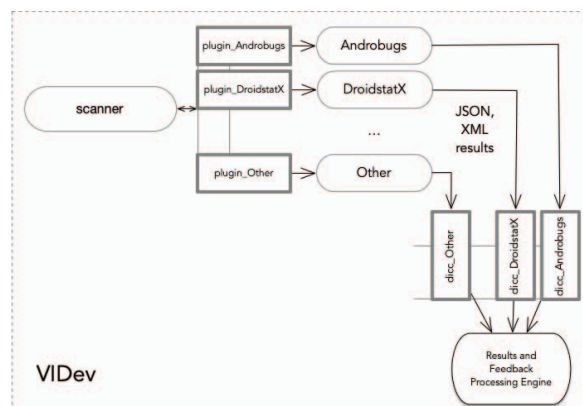 plugin_Androbugs
Androbugs
plugin_DroidstatX
DroidstatX
scanner
...
JSON,
XML
results
plugin_Other
Other
dicc_Other
dicc_DroidstatX
dicc_Androbugs
Results and
Feedback
Processing Engine
VIDev